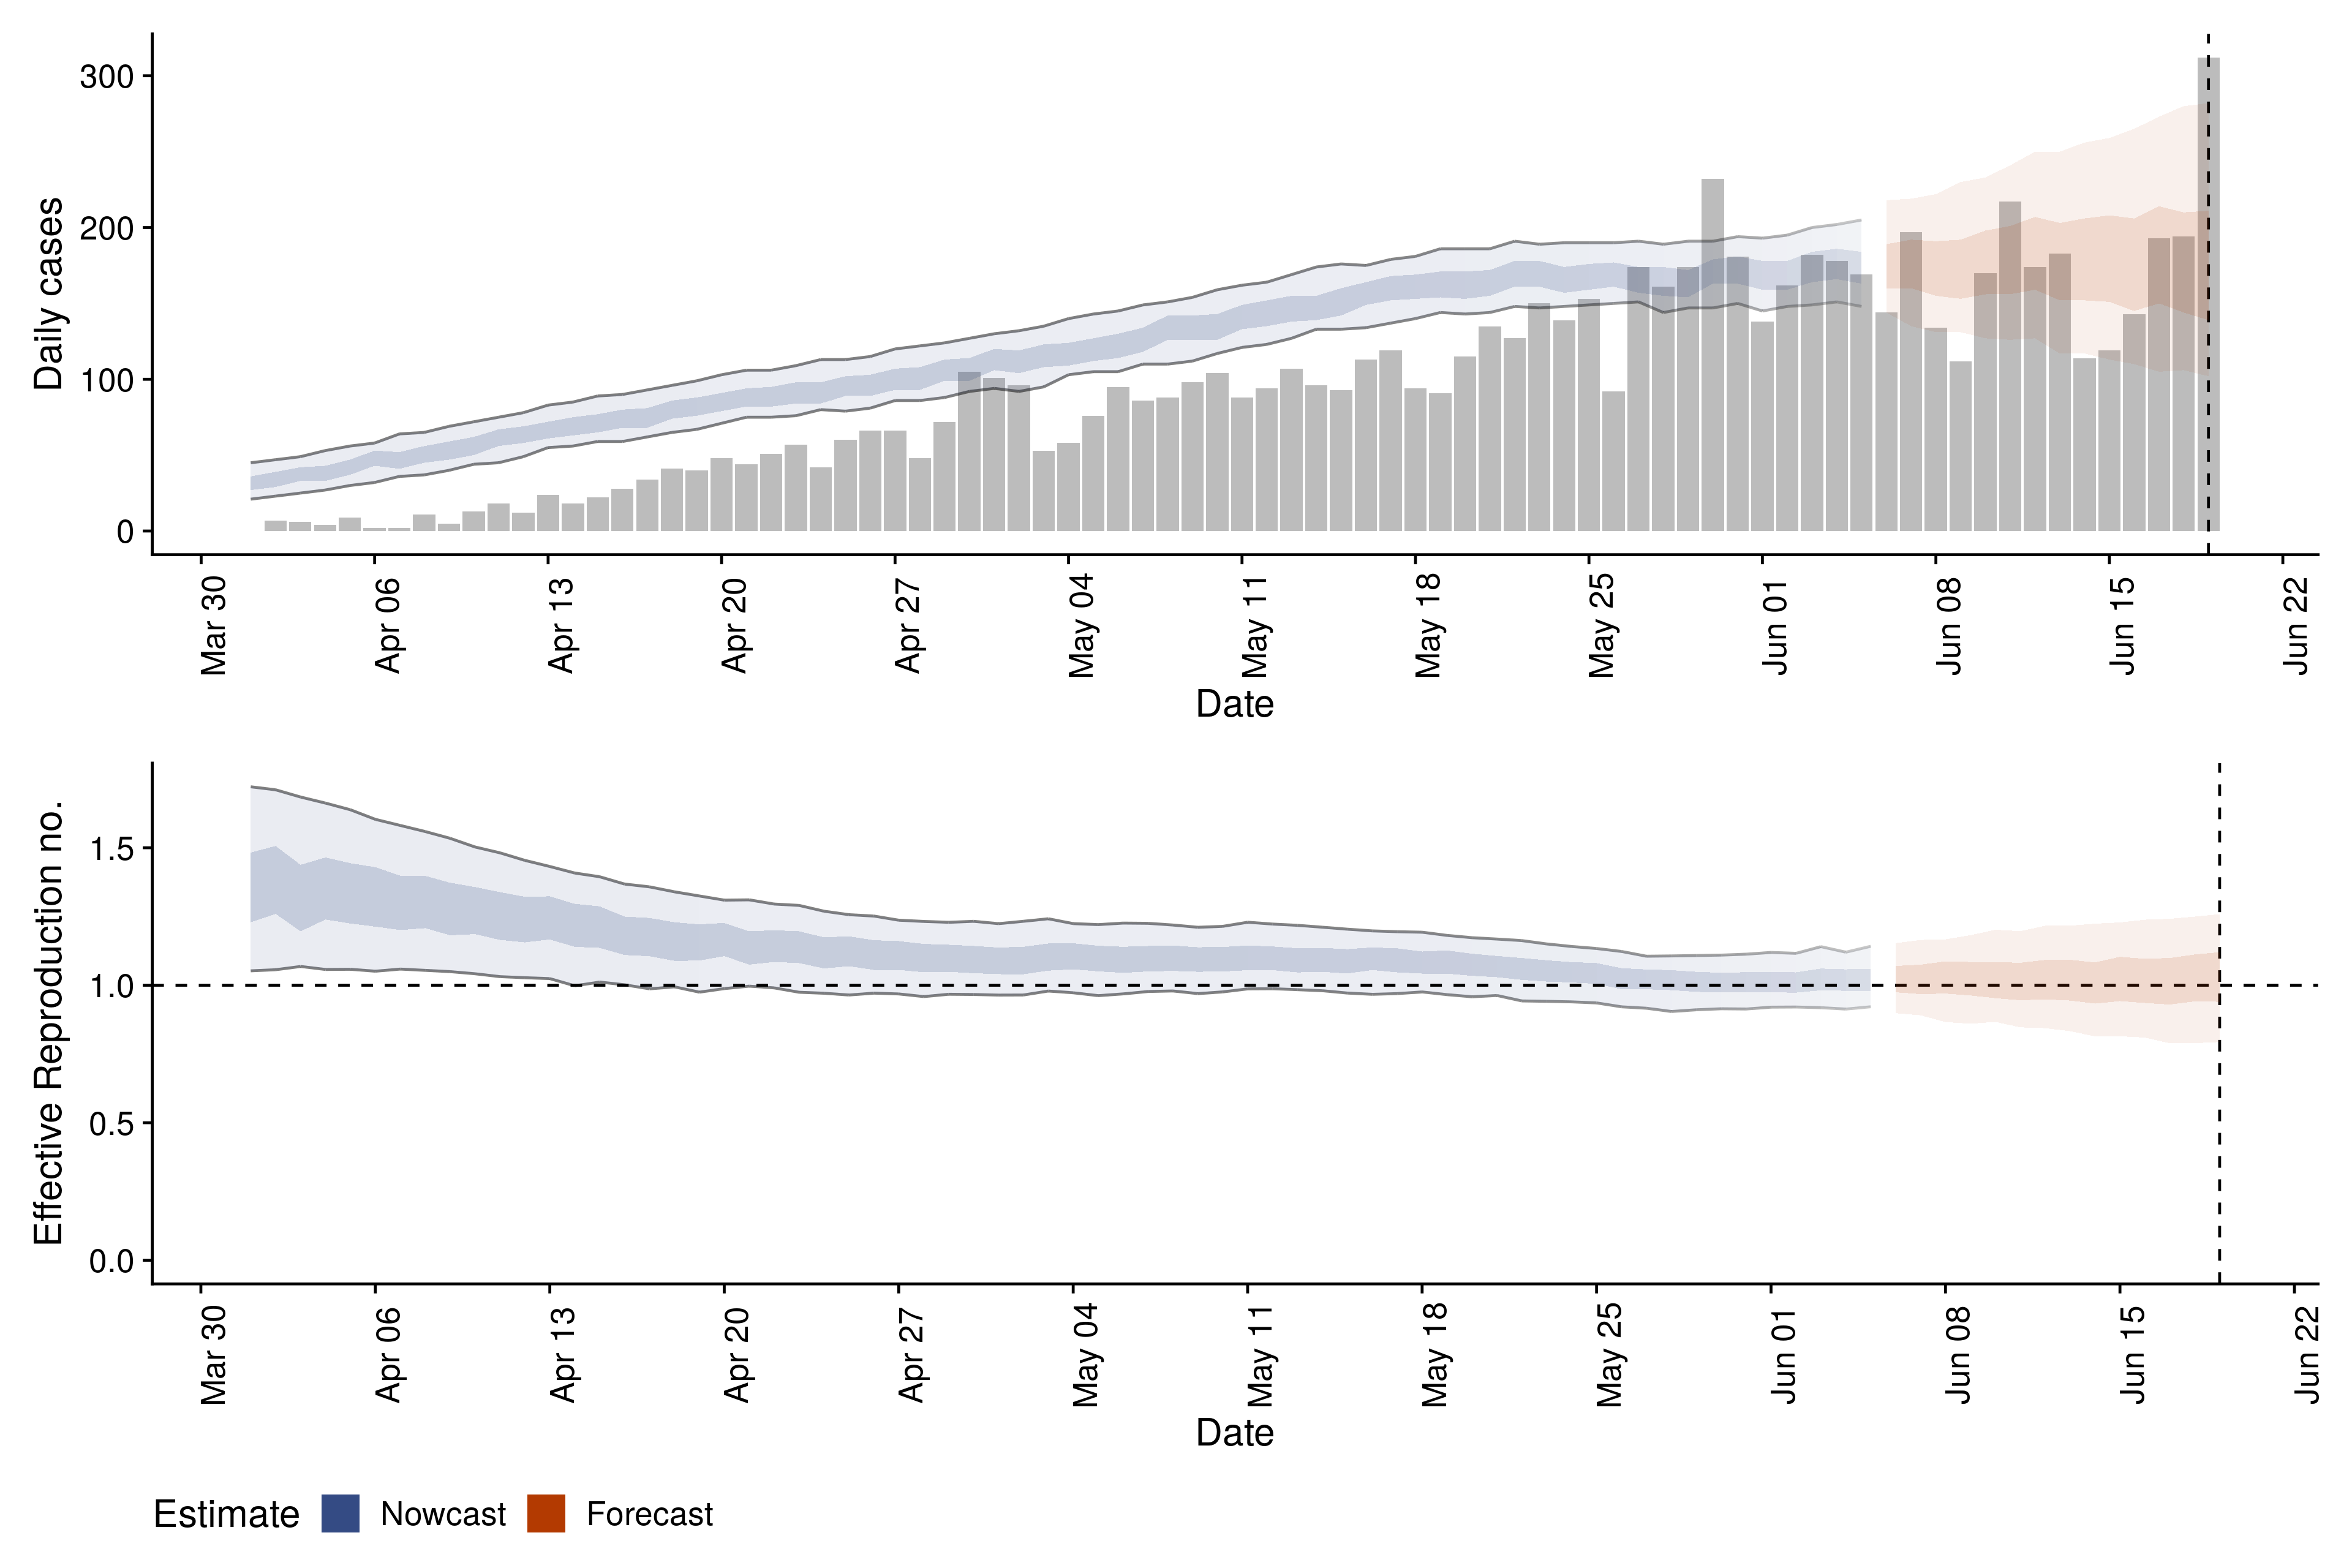 Daily cases
300
200
100
0
Mar 30
Apr 06
Apr 13
Apr 20
Apr 27
May 04
May 11
May 18
May 25
Jun 01
Jun 08
Jun 15
Jun 22
Date
Effective Reproduction no.
1.5
1.0
0.5
0.0
Mar 30
Apr 06
Apr 13
Apr 20
Apr 27
May 04
May 11
May 18
May 25
Jun 01
Jun 08
Jun 15
Jun 22
Date
Estimate Nowcast Forecast